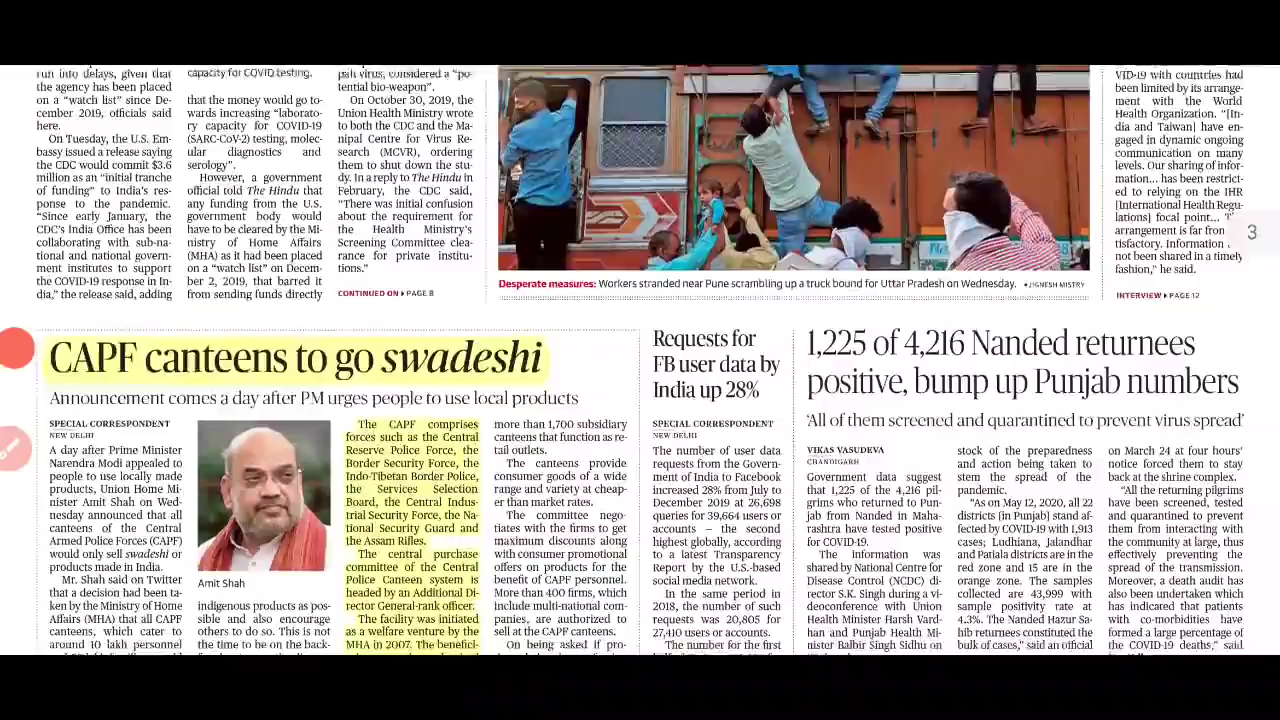 the agency has been placed
on a “watch list” since De-
cember 2019, officials said
here.
On Tuesday, the U.S. Em-
bassy issued a release saying
the CDC would commit $3.6
million as an “initial tranche
of funding” to India’s res-
ponse to the pandemic.
“Since early January, the
CDC’s India Office has been
collaborating with sub-na-
tional and national govern-
ment institutes to support
the COVID-19 response in In-
dia,” the release said, adding
capacity for COVID testing.
that the money would go to-
wards increasing “laborato-
ry capacity for COVID-19
(SARC-CoV-2) testing, molec-
ular diagnostics and
serology”.
However, a government
official told The Hindu that
any funding from the U.S.
government body would
have to be cleared by the Mi-
nistry of Home Affairs
(MHA) as it had been placed
on a “watch list” on Decem-
ber 2, 2019, that barred it
from sending funds directly
pah virus, considered a “po-
tential bio-weapon”.
On October 30, 2019, the
Union Health Ministry wrote
to both the CDC and the Ma-
nipal Centre for Virus Re-
search (MCVR), ordering
them to shut down the stu-
dy. In a reply to The Hindu in
February, the CDC said,
“There was initial confusion
about the requirement for
the Health Ministry’s
Screening Committee clea-
rance for private institu-
tions.”
CONTINUED ON PAGE 8
Desperate measures: Workers stranded near Pune scrambling up a truck bound for Uttar Pradesh on Wednesday. JIGNESH MISTRY
VID-19 with countries had
been limited by its arrange-
ment with the World
Health Organization. “[In-
dia and Taiwan] have en-
gaged in dynamic ongoing
communication on many
levels. Our sharing of infor-
mation... has been restrict-
ed to relying on the IHR
[International Health Regu-
lations] focal point...
arrangement is far from
tisfactory. Information
not been shared in a timely
fashion,” he said.
INTERVIEW PAGE 12
3
CAPF canteens to go swadeshi
Announcement comes a day after PM urges people to use local products
SPECIAL CORRESPONDENT
NEW DELHI
A day after Prime Minister
Narendra Modi appealed to
people to use locally made
products, Union Home Mi-
nister Amit Shah on Wed-
nesday announced that all
canteens of the Central
Armed Police Forces (CAPF)
would only sell swadeshi or
products made in India.
Mr. Shah said on Twitter
that a decision had been ta-
ken by the Ministry of Home
Affairs (MHA) that all CAPF
canteens, which cater to
around 10 lakh personnel
Amit Shah
indigenous products as pos-
sible and also encourage
others to do so. This is not
the time to be on the back-
The CAPF comprises
forces such as the Central
Reserve Police Force, the
Border Security Force, the
Indo-Tibetan Border Police,
the Services Selection
Board, the Central Indus-
trial Security Force, the Na-
tional Security Guard and
the Assam Rifles.
The central purchase
committee of the Central
Police Canteen system is
headed by an Additional Di-
rector General-rank officer.
The facility was initiated
as a welfare venture by the
MHA in 2007. The benefici-
more than 1,700 subsidiary
canteens that function as re-
tail outlets.
The canteens provide
consumer goods of a wide
range and variety at cheap-
er than market rates.
The committee nego-
tiates with the firms to get
maximum discounts along
with consumer promotional
offers on products for the
benefit of CAPF personnel.
More than 400 firms, which
include multi-national com-
panies, are authorized to
sell at the CAPF canteens.
On being asked if pro-
Requests for
FB user data by
India up 28%
SPECIAL CORRESPONDENT
NEW DELHI
The number of user data
requests from the Govern-
ment of India to Facebook
increased 28% from July to
December 2019 at 26,698
queries for 39,664 users or
accounts – the second
highest globally, according
to a latest Transparency
Report by the U.S.-based
social media network.
In the same period in
2018, the number of such
requests was 20,805 for
27,410 users or accounts.
The number for the first
1,225 of 4,216 Nanded returnees
positive, bump up Punjab numbers
‘All of them screened and quarantined to prevent virus spread’
VIKAS VASUDEVA
CHANDIGARH
Government data suggest
that 1,225 of the 4,216 pil-
grims who returned to Pun-
jab from Nanded in Maha-
rashtra have tested positive
for COVID-19.
The information was
shared by National Centre for
Disease Control (NCDC) di-
rector S.K. Singh during a vi-
deoconference with Union
Health Minister Harsh Vard-
han and Punjab Health Mi-
nister Balbir Singh Sidhu on
stock of the preparedness
and action being taken to
stem the spread of the
pandemic.
“As on May 12, 2020, all 22
districts (in Punjab) stand af-
fected by COVID-19 with 1,913
cases; Ludhiana, Jalandhar
and Patiala districts are in the
red zone and 15 are in the
orange zone. The samples
collected are 43,999 with
sample positivity rate at
4.3%. The Nanded Hazur Sa-
hib returnees constituted the
bulk of cases,” said an official
on March 24 at four hours’
notice forced them to stay
back at the shrine complex.
“All the returning pilgrims
have been screened, tested
and quarantined to prevent
them from interacting with
the community at large, thus
effectively preventing the
spread of the transmission.
Moreover, a death audit has
also been undertaken which
has indicated that patients
with co-morbidities have
formed a large percentage of
the COVID-19 deaths,” said